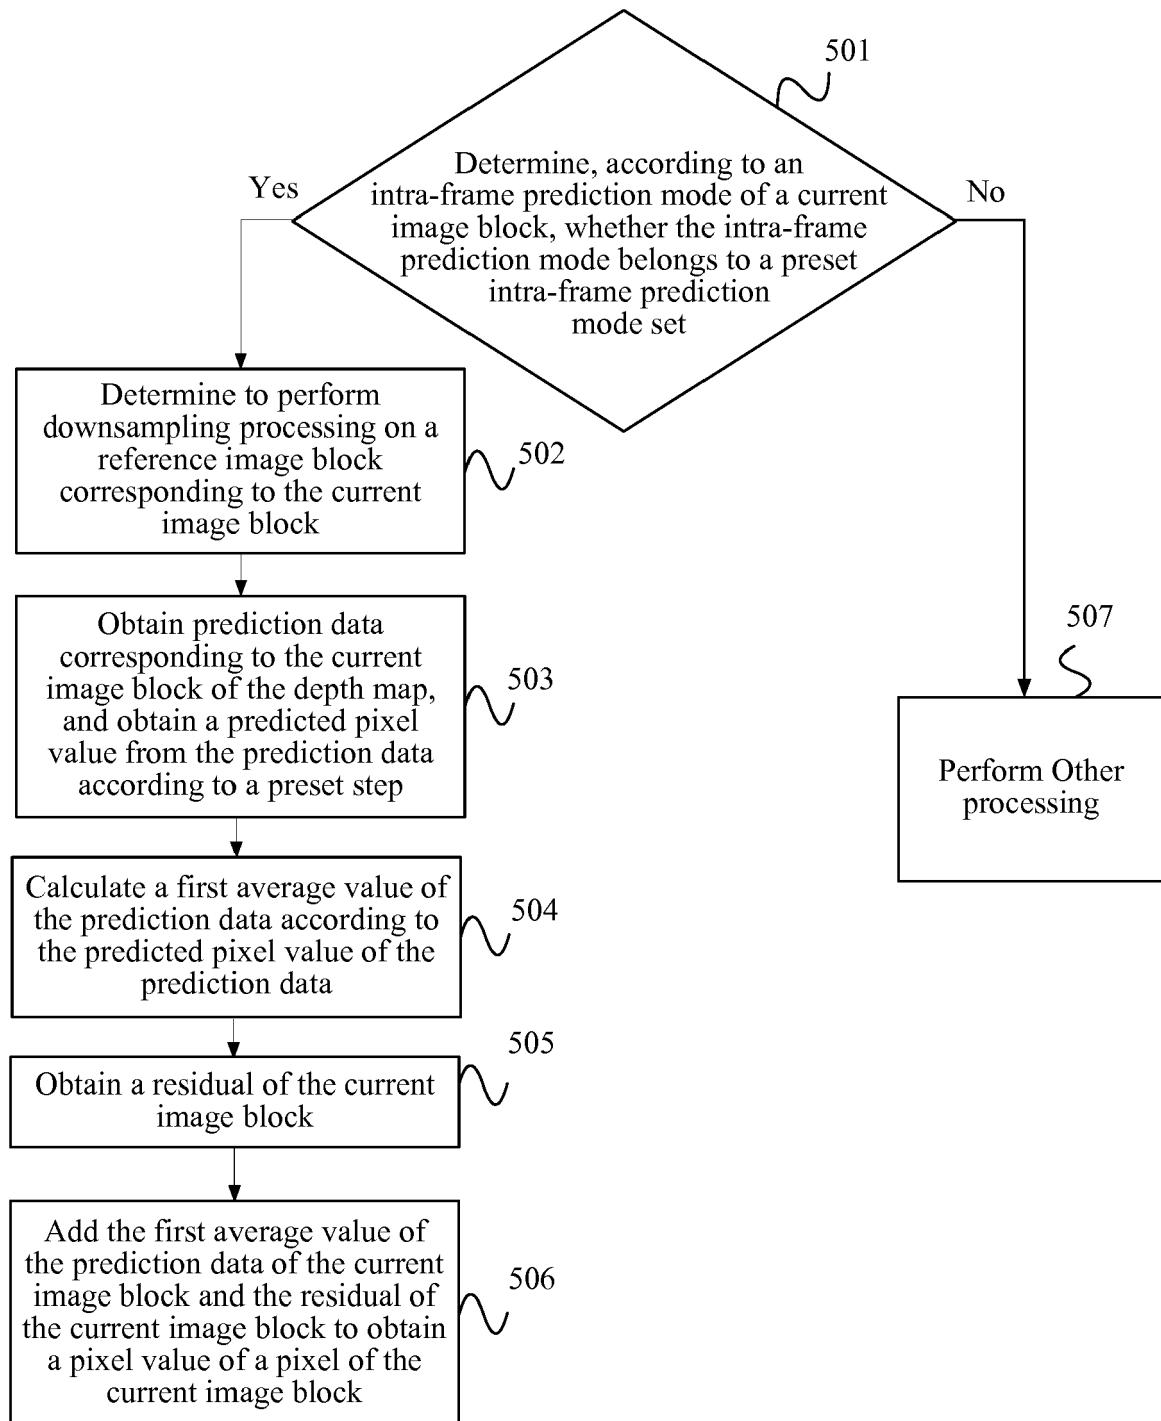 501
Determine, according to an
intra-frame prediction mode of a current
image block, whether the intra-frame
prediction mode belongs to a preset
intra-frame prediction
mode set
Yes
No
Determine to perform
downsampling processing on a
reference image block
corresponding to the current
image block
502
Obtain prediction data
corresponding to the current
image block of the depth map,
and obtain a predicted pixel
value from the prediction data
according to a preset step
503
507
Perform Other
processing
Calculate a first average value of
the prediction data according to
the predicted pixel value of the
prediction data
504
Obtain a residual of the current
image block
505
Add the first average value of
the prediction data of the current
image block and the residual of
the current image block to obtain
a pixel value of a pixel of the
current image block
506